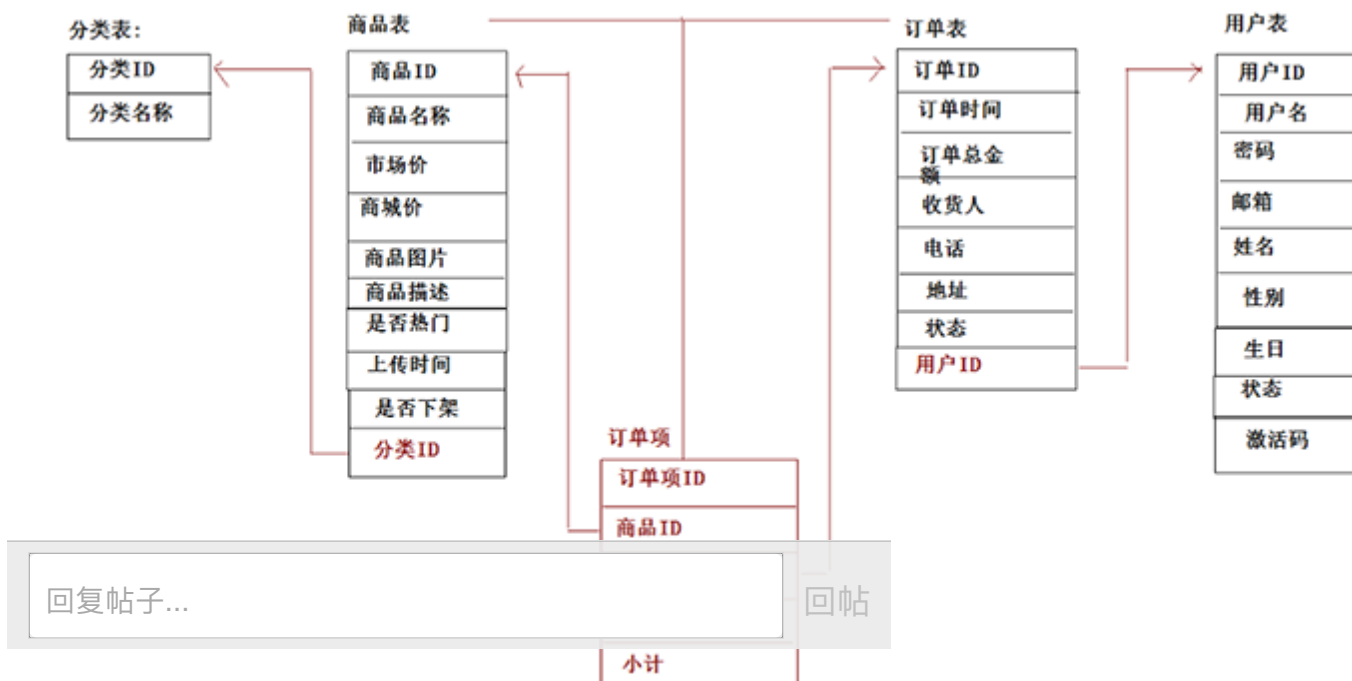 分类表:
分类ID
分类名称
商品表
商品ID
商品名称
市场价
商城价
商品图片
商品描述
是否热门
上传时间
是否下架
分类ID
订单项
订单项ID
商品ID
小计
订单表
订单ID
订单时间
订单总金
额
收货人
电话
地址
状态
用户ID
用户表
用户ID
用户名
密码
邮箱
姓名
性别
生日
状态
激活码
回复帖子...
回帖